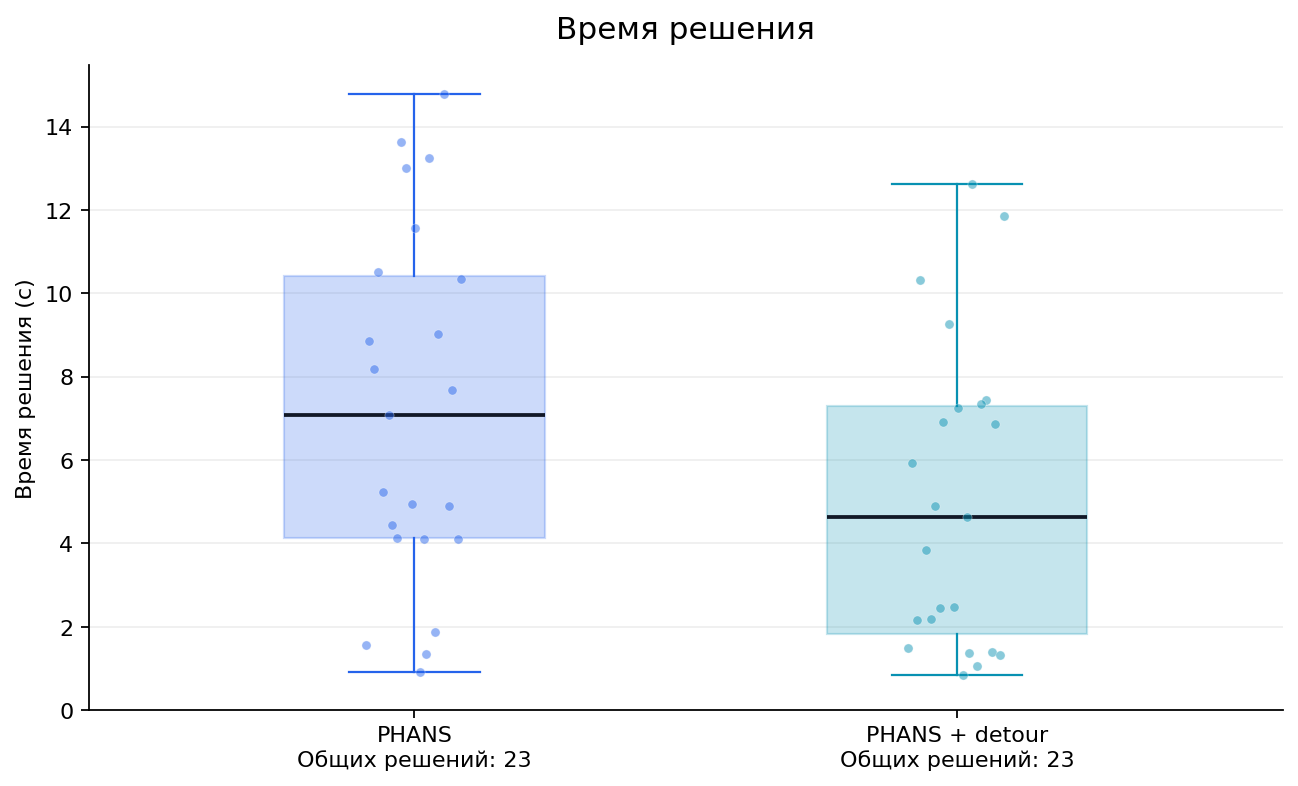 Время решения
Время решения (с)
14
12
10
8
6
4
2
0
PHANS
Общих решений: 23
PHANS + detour
Общих решений: 23